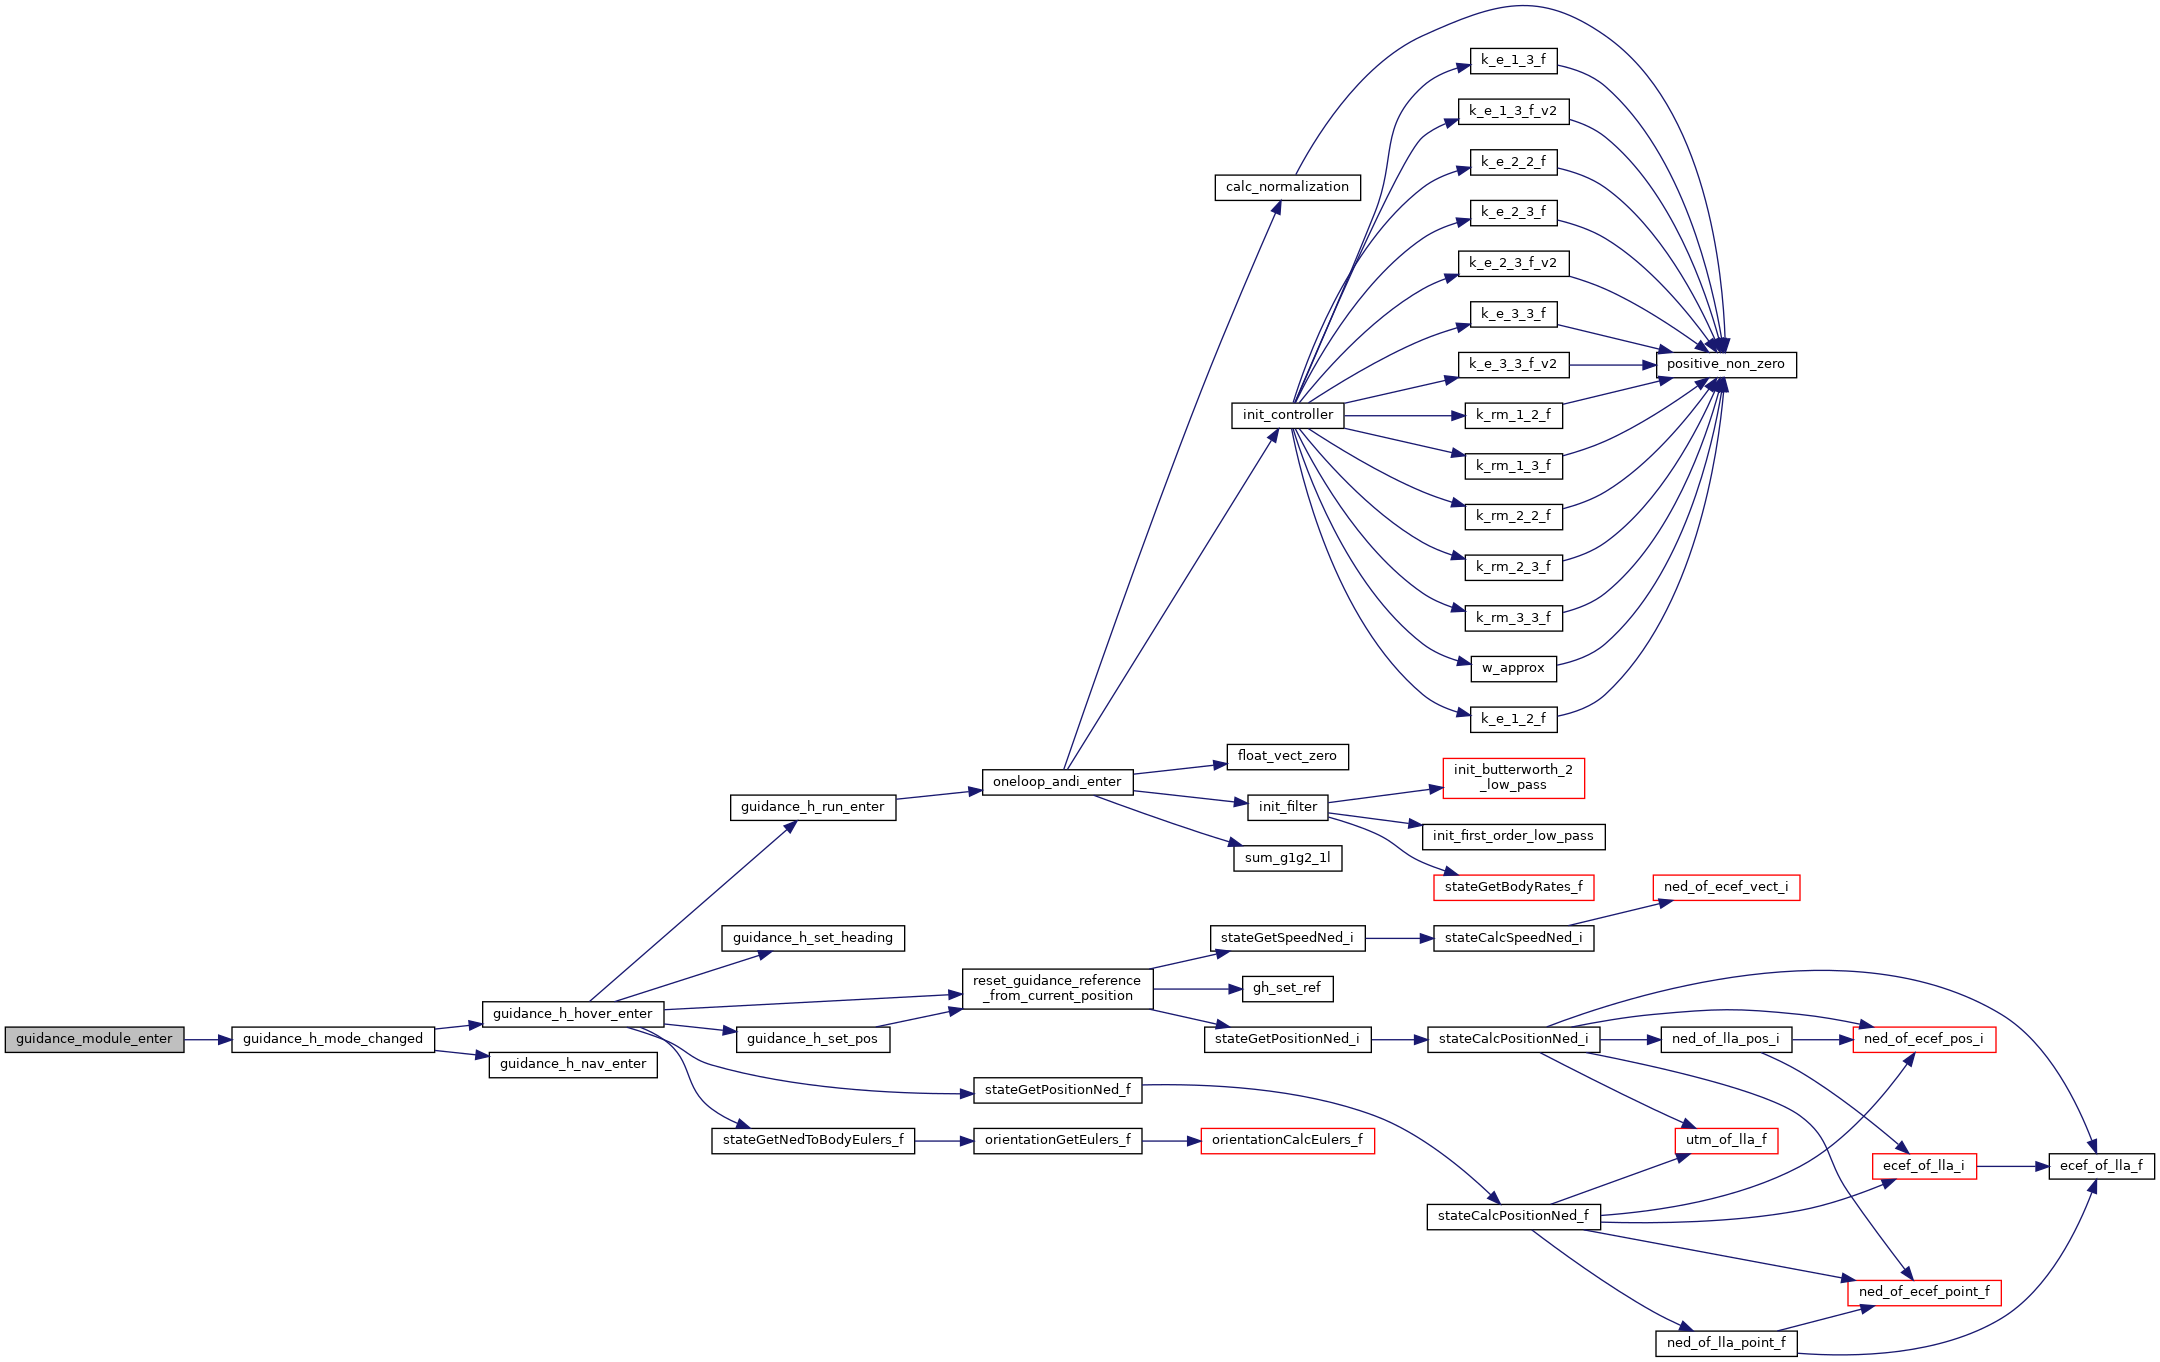 guidance_module_enter
guidance_h_mode_changed
guidance_h_hover_enter
guidance_h_nav_enter
guidance_h_run_enter
guidance_h_set_heading
guidance_h_set_pos
stateGetNedToBodyEulers_f
oneloop_andi_enter
reset_guidance_reference
_from_current_position
stateGetPositionNed_f
orientationGetEulers_f
calc_normalization
init_controller
float_vect_zero
init_filter
sum_g1g2_1l
stateGetSpeedNed_i
gh_set_ref
stateGetPositionNed_i
orientationCalcEulers_f
k_e_1_3_f
k_e_1_3_f_v2
k_e_2_2_f
k_e_2_3_f
k_e_2_3_f_v2
k_e_3_3_f
k_e_3_3_f_v2
k_rm_1_2_f
k_rm_1_3_f
k_rm_2_2_f
k_rm_2_3_f
k_rm_3_3_f
w_approx
k_e_1_2_f
init_butterworth_2
_low_pass
init_first_order_low_pass
stateGetBodyRates_f
stateCalcSpeedNed_i
stateCalcPositionNed_i
stateCalcPositionNed_f
positive_non_zero
ned_of_ecef_vect_i
ned_of_lla_pos_i
utm_of_lla_f
ned_of_lla_point_f
ned_of_ecef_pos_i
ecef_of_lla_i
ned_of_ecef_point_f
ecef_of_lla_f